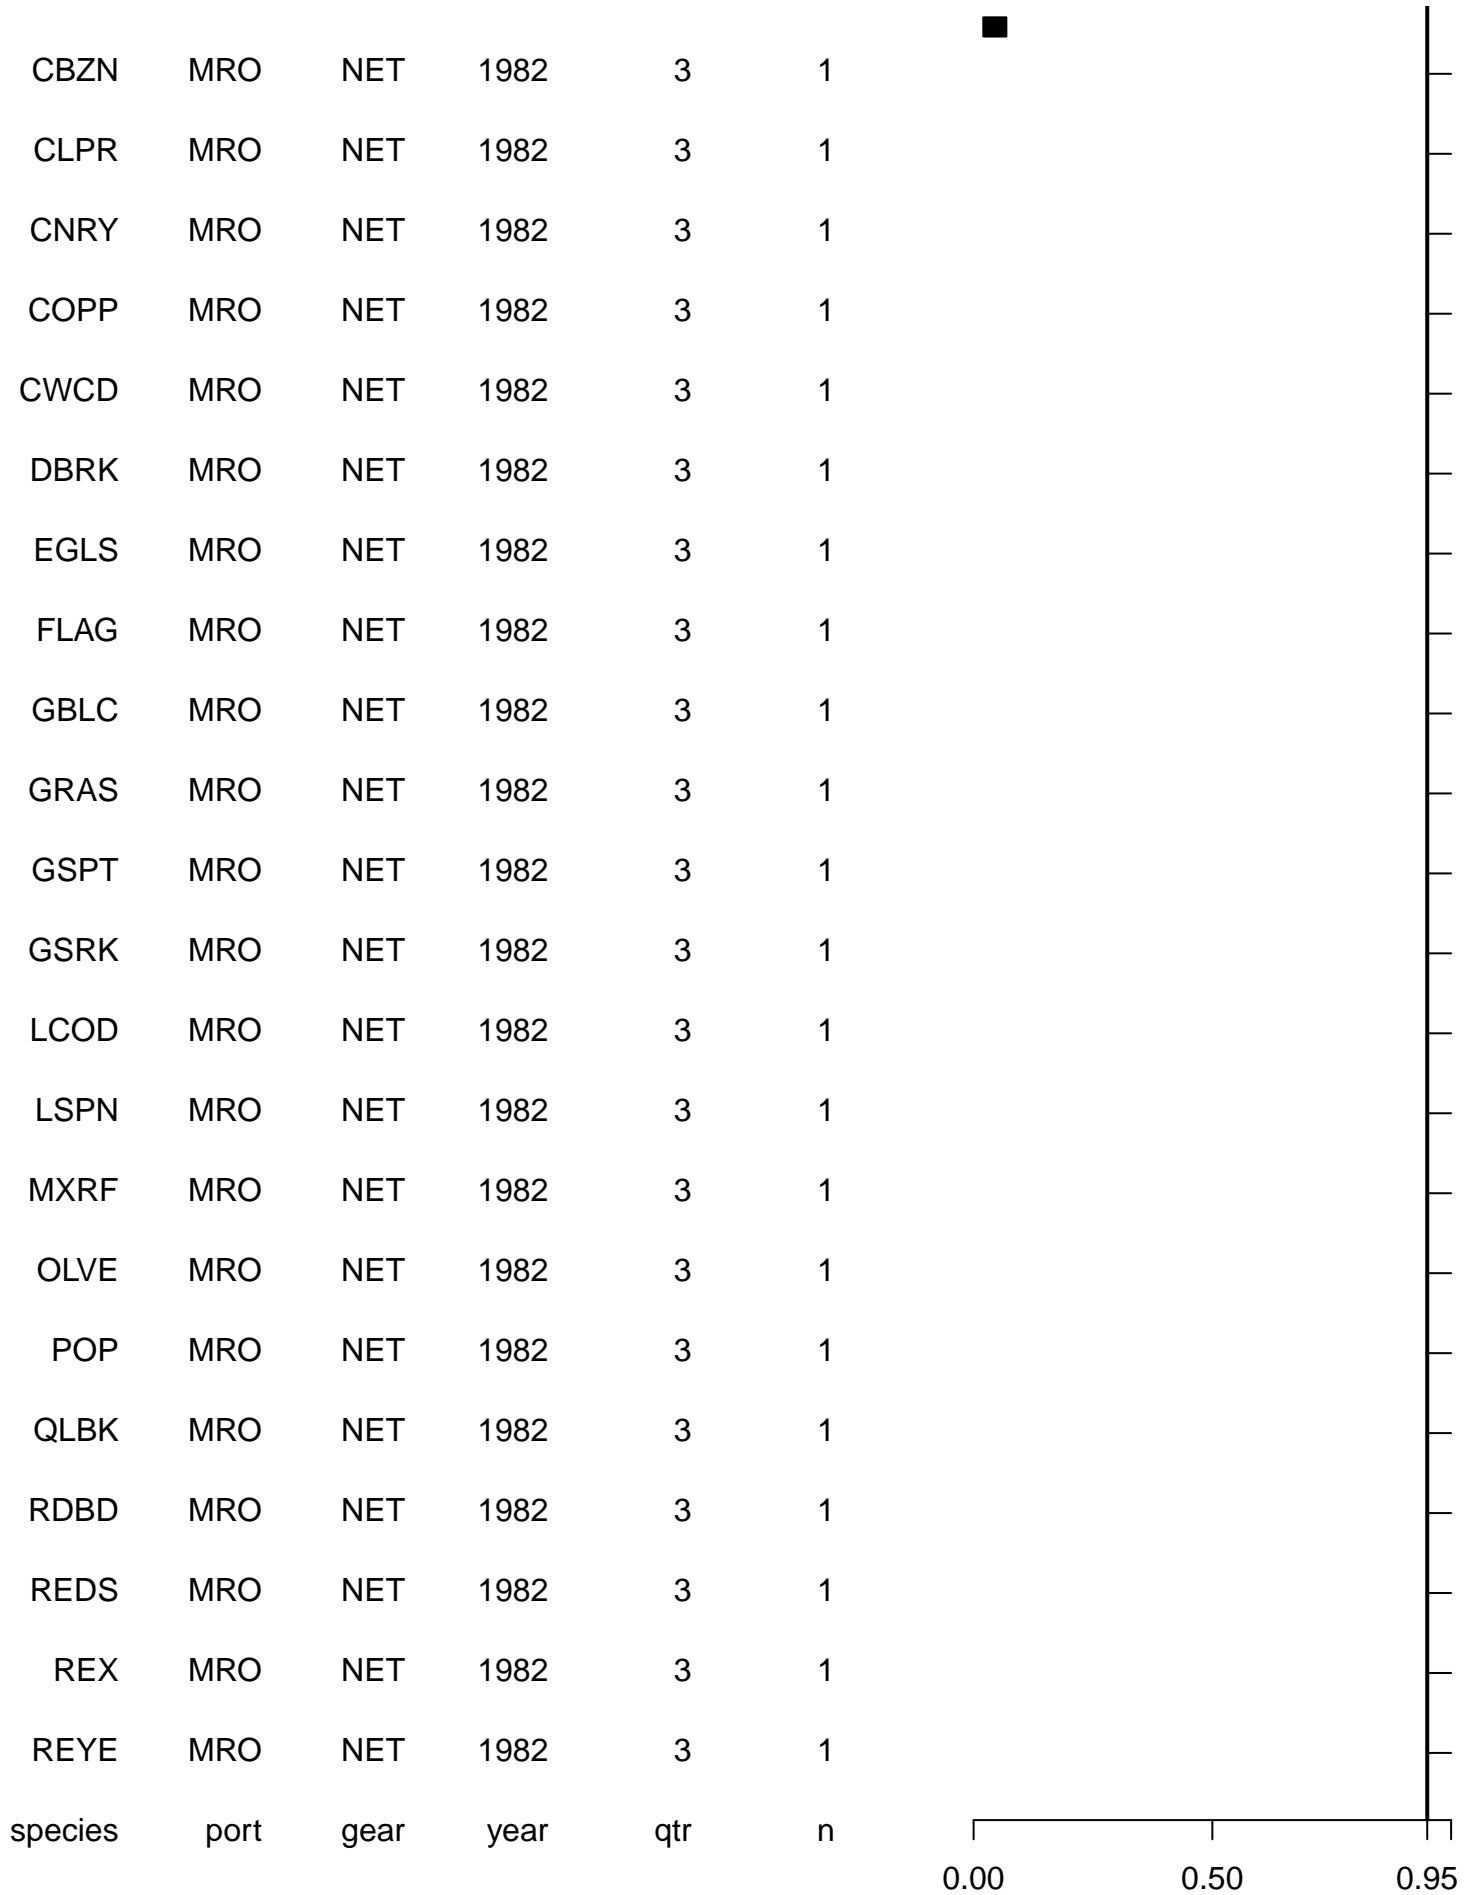 CBZN MRO NET 1982 3 1
CLPR MRO NET 1982 3 1
CNRY MRO NET 1982 3 1
COPP MRO NET 1982 3 1
CWCD MRO NET 1982 3 1
DBRK MRO NET 1982 3 1
EGLS MRO NET 1982 3 1
FLAG MRO NET 1982 3 1
GBLC MRO NET 1982 3 1
GRAS MRO NET 1982 3 1
GSPT MRO NET 1982 3 1
GSRK MRO NET 1982 3 1
LCOD MRO NET 1982 3 1
LSPN MRO NET 1982 3 1
MXRF MRO NET 1982 3 1
OLVE MRO NET 1982 3 1
POP MRO NET 1982 3 1
QLBK MRO NET 1982 3 1
RDBD MRO NET 1982 3 1
REDS MRO NET 1982 3 1
REX MRO NET 1982 3 1
REYE MRO NET 1982 3 1
species port gear year qtr n
0.00 0.50 0.95